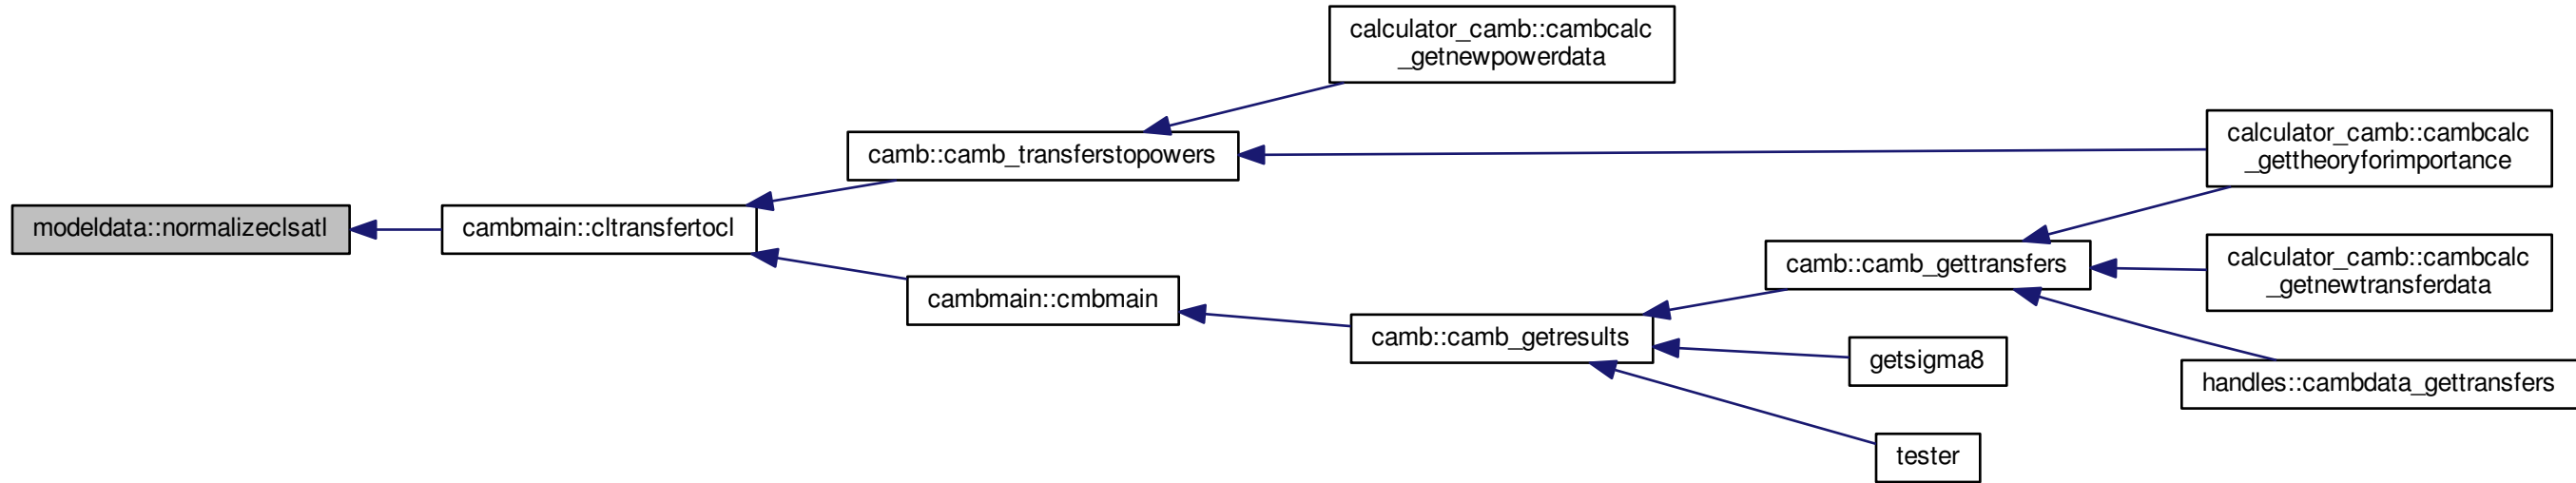 calculator_camb::cambcalc
_getnewpowerdata
calculator_camb::cambcalc
_gettheoryforimportance
camb::camb_transferstopowers
modeldata::normalizeclsatl
cambmain::cltransfertocl
camb::camb_gettransfers
calculator_camb::cambcalc
_getnewtransferdata
cambmain::cmbmain
camb::camb_getresults
getsigma8
handles::cambdata_gettransfers
tester